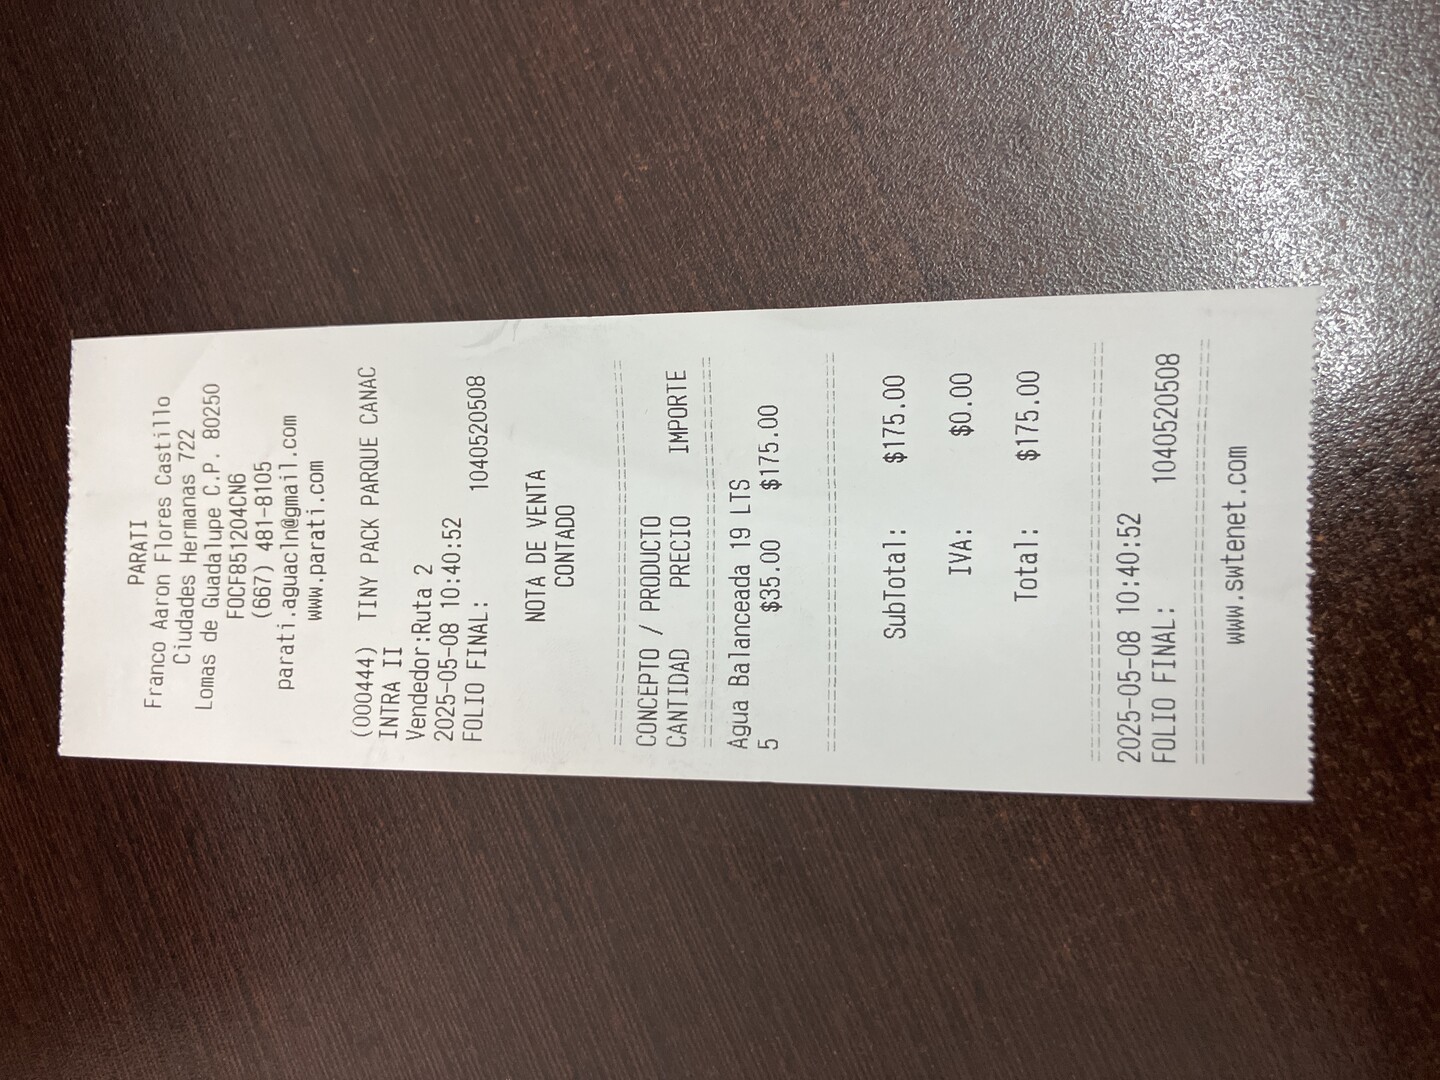 PARATI
Franco Aaron Flores Castillo
Ciudades Hermanas 722
Lomas de Guadalupe C.P. 80250
FOCF851204CN6
(667) 481-8105
parati.aguacln@gmail.com
www.parati.com
(000444) TINY PACK PARQUE CANAC
INTRA II
Vendedor:Ruta 2
2025-05-08 10:40:52
FOLIO FINAL: 1040520508
NOTA DE VENTA
CONTADO
CONCEPTO / PRODUCTO
CANTIDAD PRECIO IMPORTE
Agua Balanceada 19 LTS
5 $35.00 $175.00
SubTotal: $175.00
IVA: $0.00
Total: $175.00
2025-05-08 10:40:52
FOLIO FINAL: 1040520508
www.swtenet.com